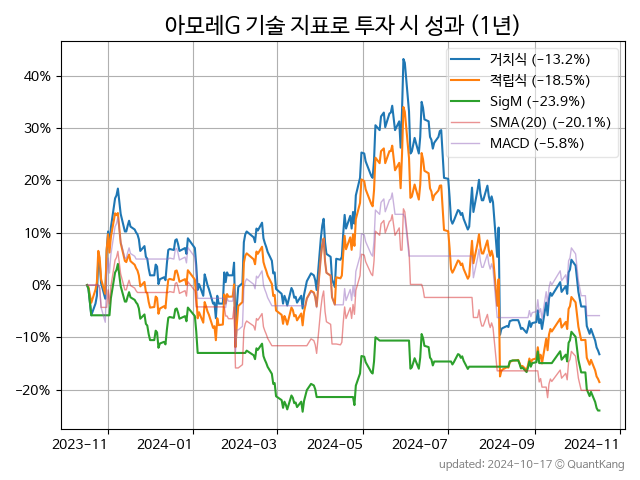 아모레G 기술 지표로 투자 시 성과 (1년)
거치식 (−13.2%)
적립식 (−18.5%)
SigM (−23.9%)
SMA(20) (−20.1%)
MACD (−5.8%)
40%
30%
20%
10%
0%
−10%
−20%
2023-11 2024-01 2024-03 2024-05 2024-07 2024-09 2024-11
updated: 2024-10-17 © QuantKang